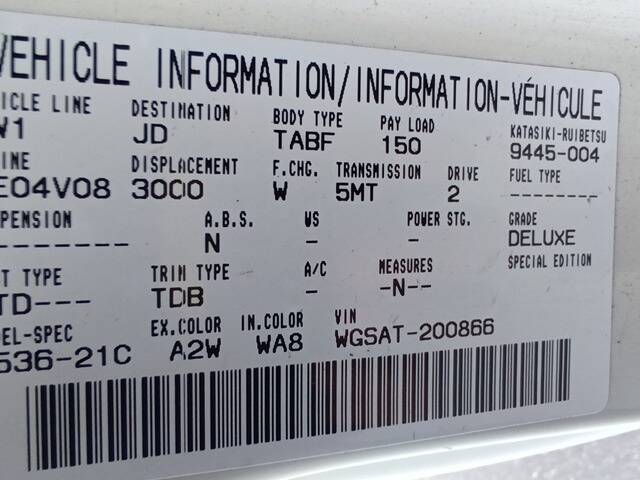 VEHICLE INFORMATION/INFORMATION-VÉHICULE
ICLE LINE DESTINATION BODY TYPE PAY LOAD KATASIKI-RUIBETSU
1 JD TABF 150 9445-004
INE DISPLACEMENT F.CHG. TRANSMISSION DRIVE FUEL TYPE
E04V08 3000 W 5MT 2 ---
PENSION A.B.S. WS POWER STG. GRADE
--- N - - DELUXE
T TYPE TRIM TYPE A/C MEASURES SPECIAL EDITION
TD--- TDB - -N--
EL-SPEC EX.COLOR IN.COLOR VIN
536-21C A2W WA8 WGSAT-200866